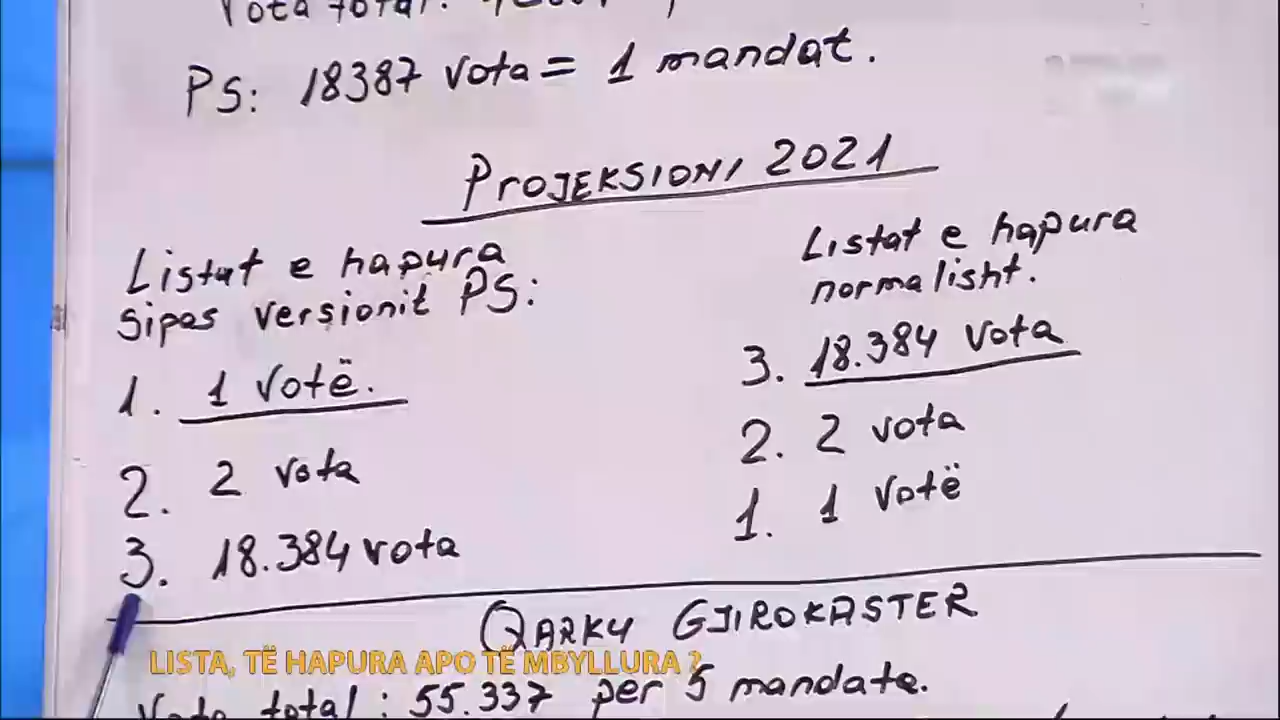 Vota total:
PS: 18387 vota = 1 mandat.
PROJEKSIONI 2021
Listat e hapura
sipas versionit PS:
1. 1 Votë.
2. 2 vota
3. 18.384 vota
Listat e hapura
normalisht.
3. 18.384 vota
2. 2 vota
1. 1 Votë
QARKU GJIROKASTER
LISTA, TË HAPURA APO TË MBYLLURA ?
Vota total : 55.337 per 5 mandate.